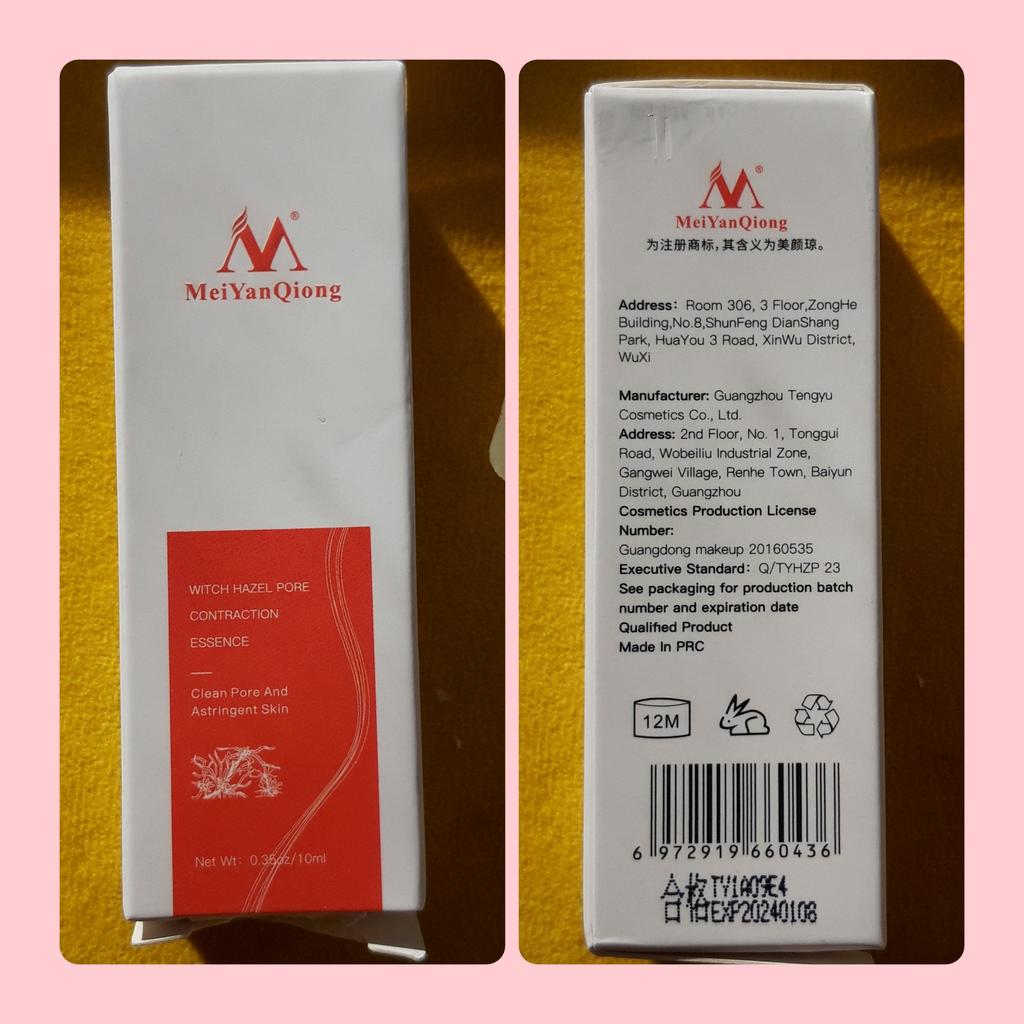 ®
MeiYanQiong
WITCH HAZEL PORE
CONTRACTION
ESSENCE
Clean Pore And
Astringent Skin
Net Wt: 0.35oz/10ml
®
MeiYanQiong
为注册商标,其含义为美颜琼。
Address: Room 306, 3 Floor,ZongHe
Building,No.8,ShunFeng DianShang
Park, HuaYou 3 Road, XinWu District,
WuXi
Manufacturer: Guangzhou Tengyu
Cosmetics Co., Ltd.
Address: 2nd Floor, No. 1, Tonggui
Road, Wobeiliu Industrial Zone,
Gangwei Village, Renhe Town, Baiyun
District, Guangzhou
Cosmetics Production License
Number:
Guangdong makeup 20160535
Executive Standard: Q/TYHZP 23
See packaging for production batch
number and expiration date
Qualified Product
Made In PRC
12M
6 972919 660436
合格 TY1A09E4
EXP20240108